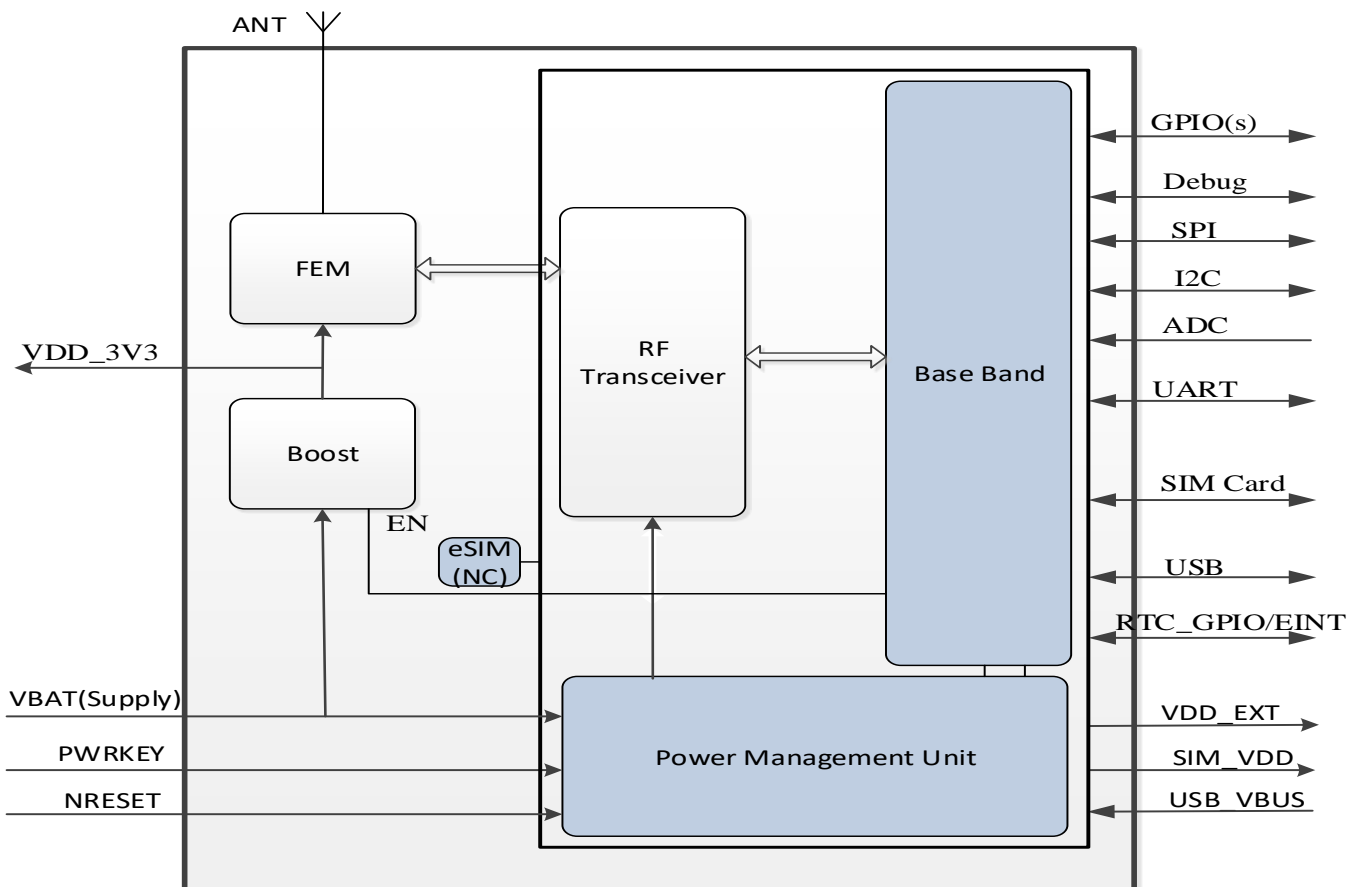 ANT
GPIO(s)
Debug
SPI
FEM
I2C
ADC
VDD_3V3
RF
Transceiver
Base Band
UART
Boost
SIM Card
EN
eSIM
(NC)
USB
RTC_GPIO/EINT
VBAT(Supply)
VDD_EXT
PWRKEY
Power Management Unit
SIM_VDD
NRESET
USB_VBUS